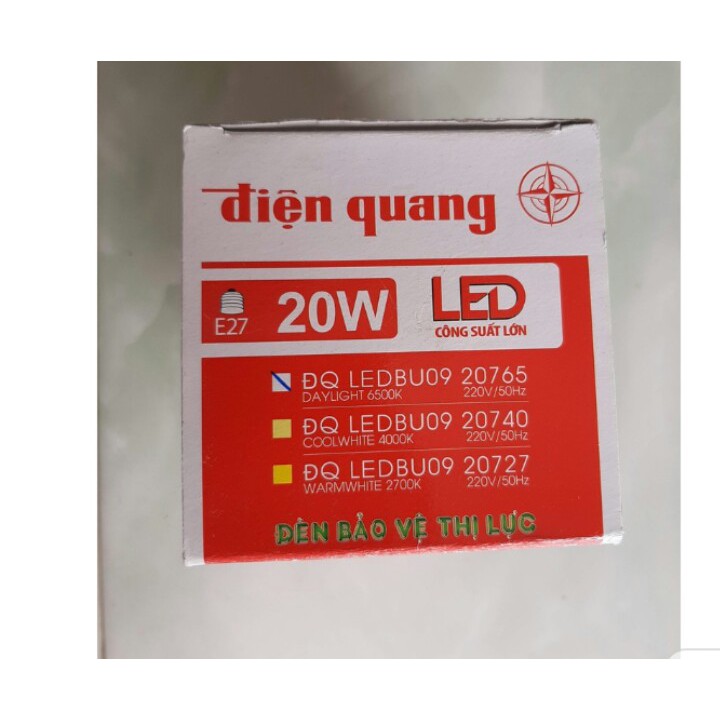 điện quang
E27
20W
LED
CÔNG SUẤT LỚN
ĐQ LEDBU09 20765
DAYLIGHT 6500K 220V/50Hz
ĐQ LEDBU09 20740
COOLWHITE 4000K 220V/50Hz
ĐQ LEDBU09 20727
WARMWHITE 2700K 220V/50Hz
ĐÈN BẢO VỆ THỊ LỰC